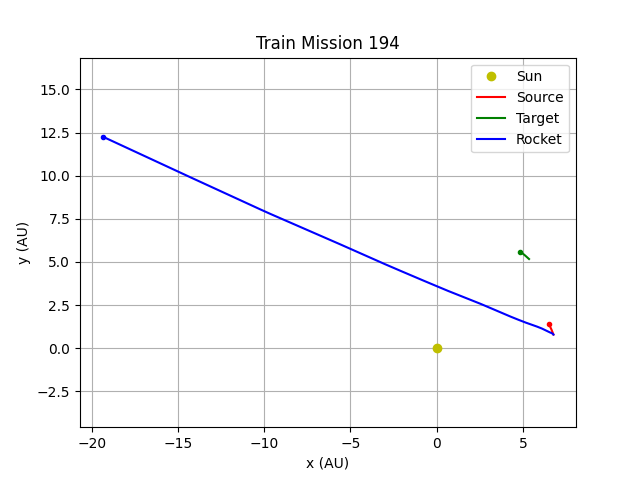 Train Mission 194
Sun
Source
Target
Rocket
15.0
12.5
10.0
7.5
5.0
2.5
0.0
−2.5
y (AU)
−20 −15 −10 −5 0 5
x (AU)